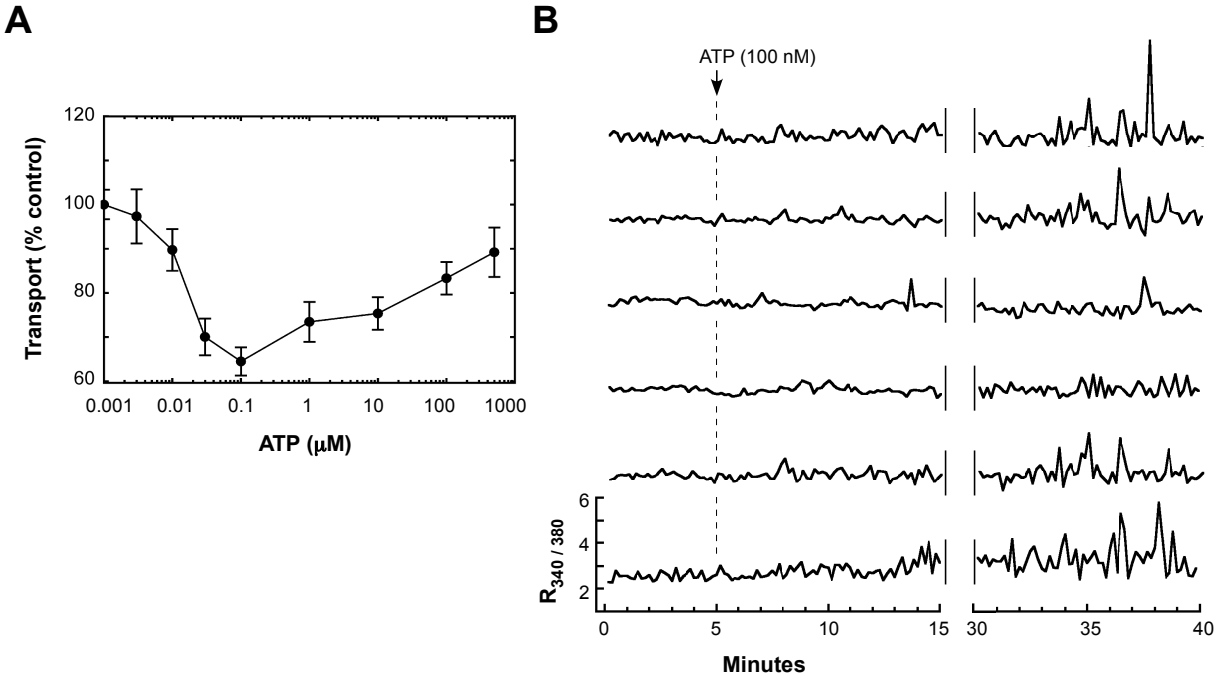 A
120
100
80
60
Transport (% control)
0.001 0.01 0.1 1 10 100 1000
ATP (μM)
B
ATP (100 nM)
6
4
2
R340 / 380
0 5 10 15 30 35 40
Minutes